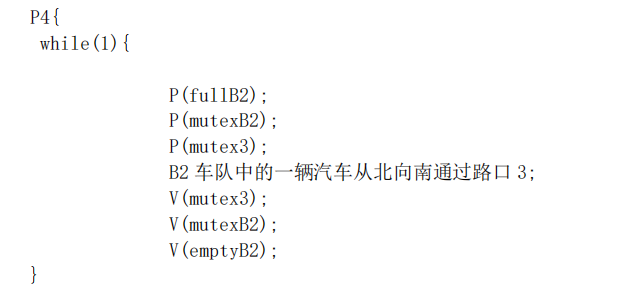 P4{
while(1){
P(fullB2);
P(mutexB2);
P(mutex3);
B2 车队中的一辆汽车从北向南通过路口 3;
V(mutex3);
V(mutexB2);
V(emptyB2);
}